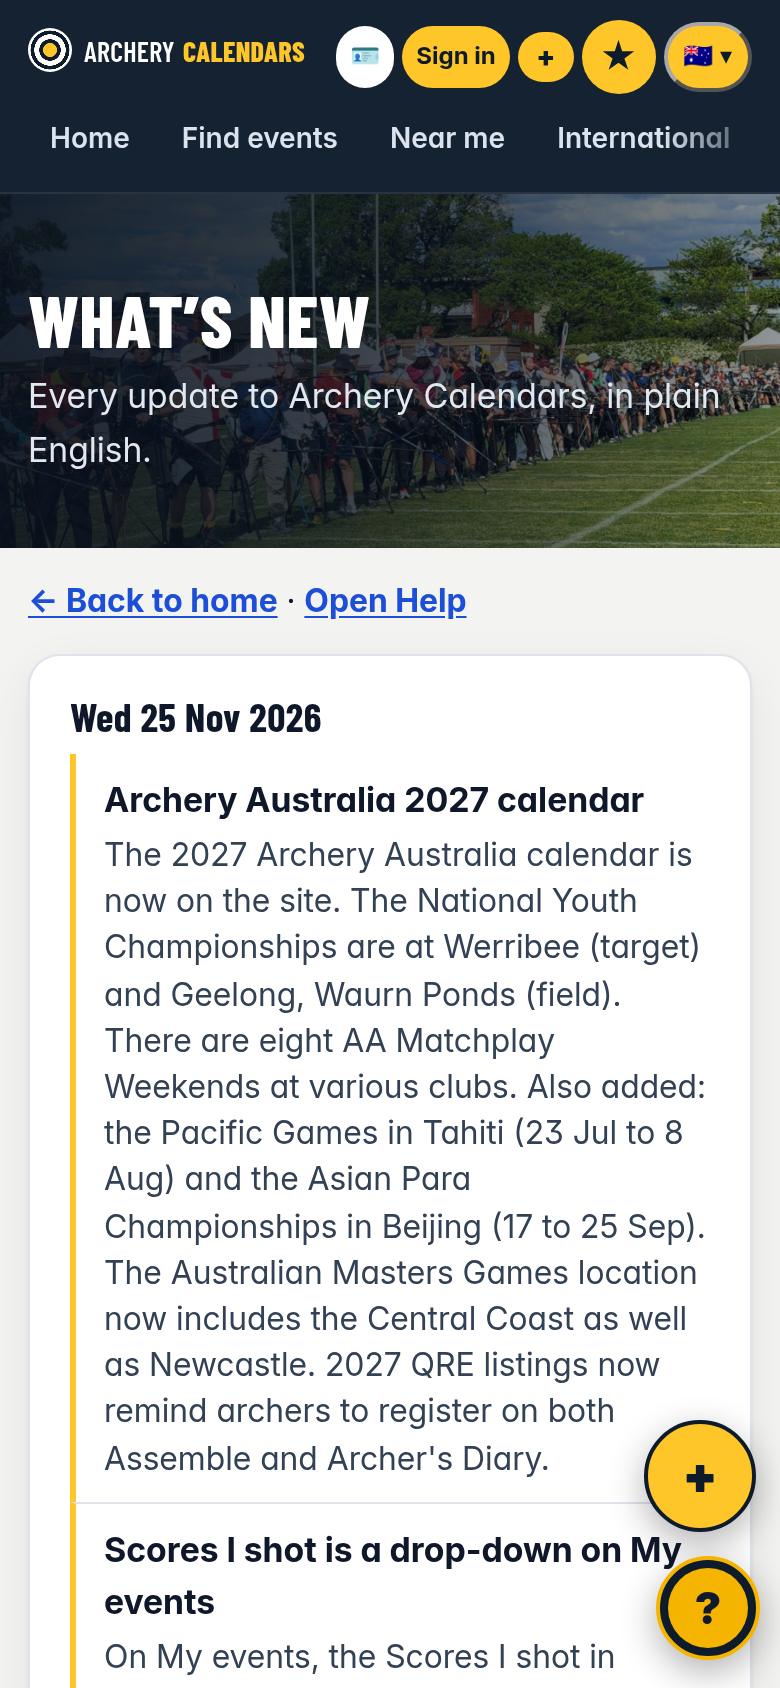 ARCHERY CALENDARS
Sign in
+
★
▾
Home
Find events
Near me
International
WHAT'S NEW
Every update to Archery Calendars, in plain
English.
← Back to home · Open Help
Wed 25 Nov 2026
Archery Australia 2027 calendar
The 2027 Archery Australia calendar is
now on the site. The National Youth
Championships are at Werribee (target)
and Geelong, Waurn Ponds (field).
There are eight AA Matchplay
Weekends at various clubs. Also added:
the Pacific Games in Tahiti (23 Jul to 8
Aug) and the Asian Para
Championships in Beijing (17 to 25 Sep).
The Australian Masters Games location
now includes the Central Coast as well
as Newcastle. 2027 QRE listings now
remind archers to register on both
Assemble and Archer's Diary.
+
Scores I shot is a drop-down on My
events
?
On My events, the Scores I shot in